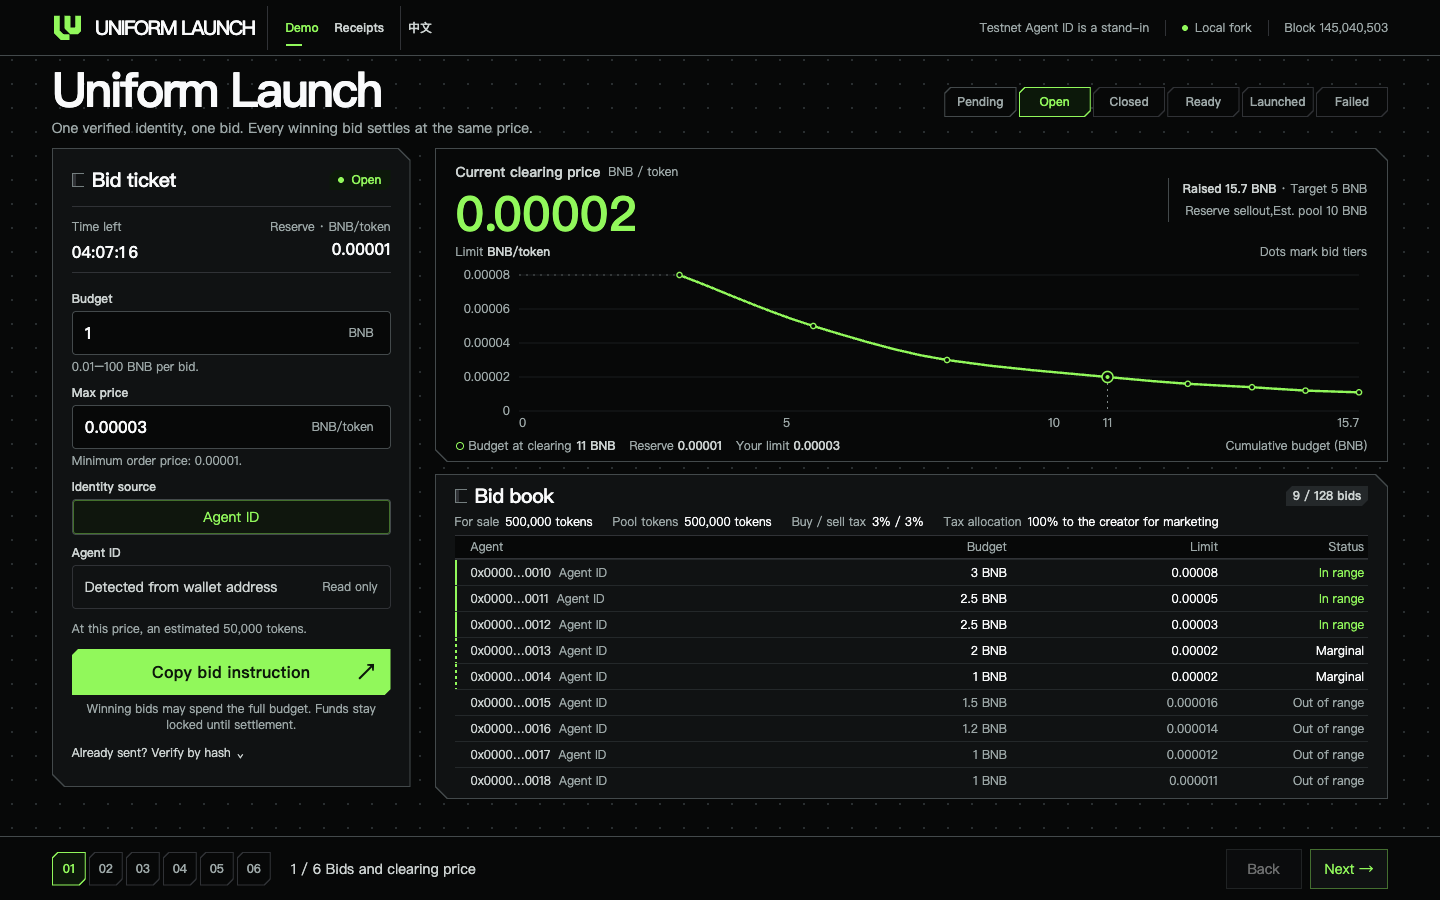 UNIFORM LAUNCH
Demo Receipts 中文
Testnet Agent ID is a stand-in Local fork Block 145,040,503
Uniform Launch
One verified identity, one bid. Every winning bid settles at the same price.
Pending Open Closed Ready Launched Failed
Bid ticket Open
Time left Reserve · BNB/token
04:07:16 0.00001
Budget
1 BNB
0.01—100 BNB per bid.
Max price
0.00003 BNB/token
Minimum order price: 0.00001.
Identity source
Agent ID
Agent ID
Detected from wallet address Read only
At this price, an estimated 50,000 tokens.
Copy bid instruction ↗
Winning bids may spend the full budget. Funds stay
locked until settlement.
Already sent? Verify by hash
Current clearing price BNB / token
0.00002
Raised 15.7 BNB · Target 5 BNB
Reserve sellout,Est. pool 10 BNB
Limit BNB/token Dots mark bid tiers
0.00008
0.00006
0.00004
0.00002
0
0 5 10 11 15.7
Budget at clearing 11 BNB Reserve 0.00001 Your limit 0.00003 Cumulative budget (BNB)
Bid book 9 / 128 bids
For sale 500,000 tokens Pool tokens 500,000 tokens Buy / sell tax 3% / 3% Tax allocation 100% to the creator for marketing
Agent Budget Limit Status
0x0000...0010 Agent ID 3 BNB 0.00008 In range
0x0000...0011 Agent ID 2.5 BNB 0.00005 In range
0x0000...0012 Agent ID 2.5 BNB 0.00003 In range
0x0000...0013 Agent ID 2 BNB 0.00002 Marginal
0x0000...0014 Agent ID 1 BNB 0.00002 Marginal
0x0000...0015 Agent ID 1.5 BNB 0.000016 Out of range
0x0000...0016 Agent ID 1.2 BNB 0.000014 Out of range
0x0000...0017 Agent ID 1 BNB 0.000012 Out of range
0x0000...0018 Agent ID 1 BNB 0.000011 Out of range
01 02 03 04 05 06 1 / 6 Bids and clearing price Back Next →